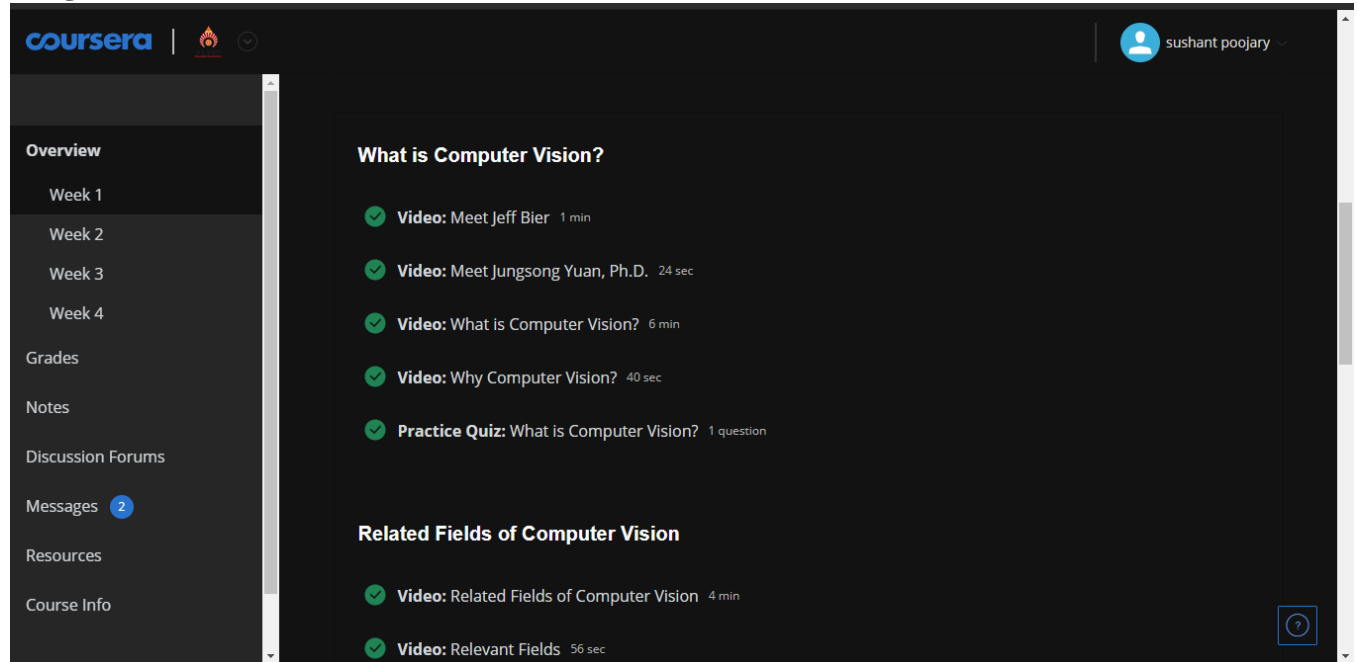 coursera
sushant poojary
Overview
Week 1
Week 2
Week 3
Week 4
Grades
Notes
Discussion Forums
Messages 2
Resources
Course Info
What is Computer Vision?
Video: Meet Jeff Bier 1 min
Video: Meet Jungsong Yuan, Ph.D. 24 sec
Video: What is Computer Vision? 6 min
Video: Why Computer Vision? 40 sec
Practice Quiz: What is Computer Vision? 1 question
Related Fields of Computer Vision
Video: Related Fields of Computer Vision 4 min
Video: Relevant Fields 56 sec
?